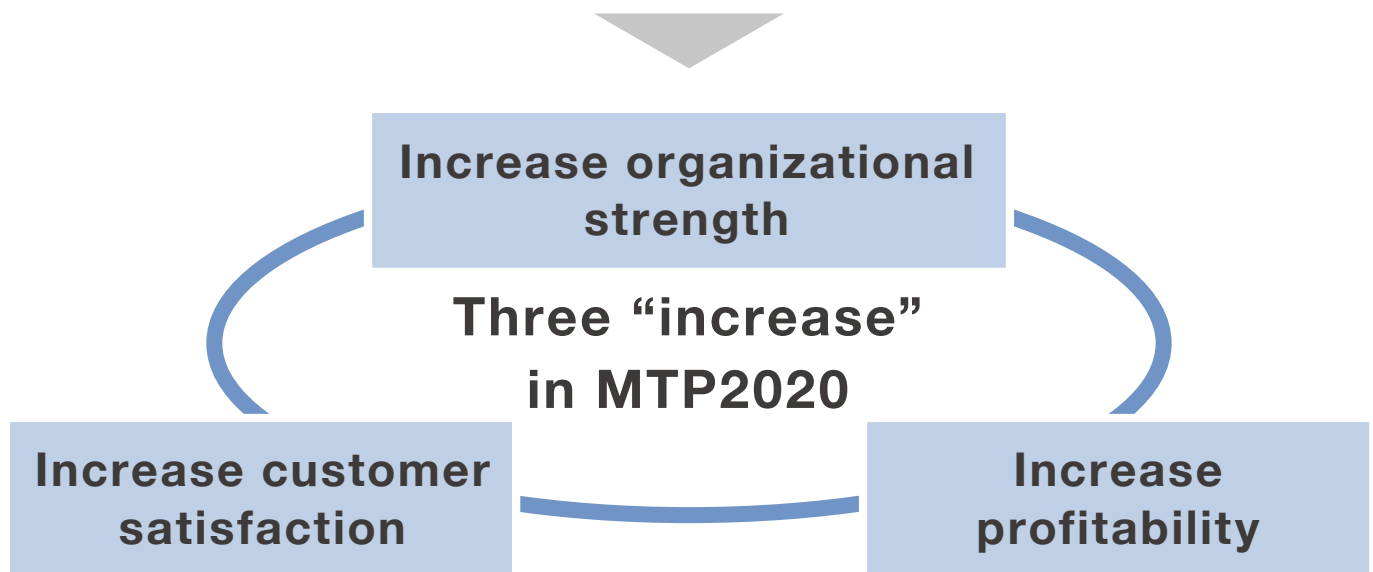 Increase organizational
strength
Three “increase”
in MTP2020
Increase customer
satisfaction
Increase
profitability